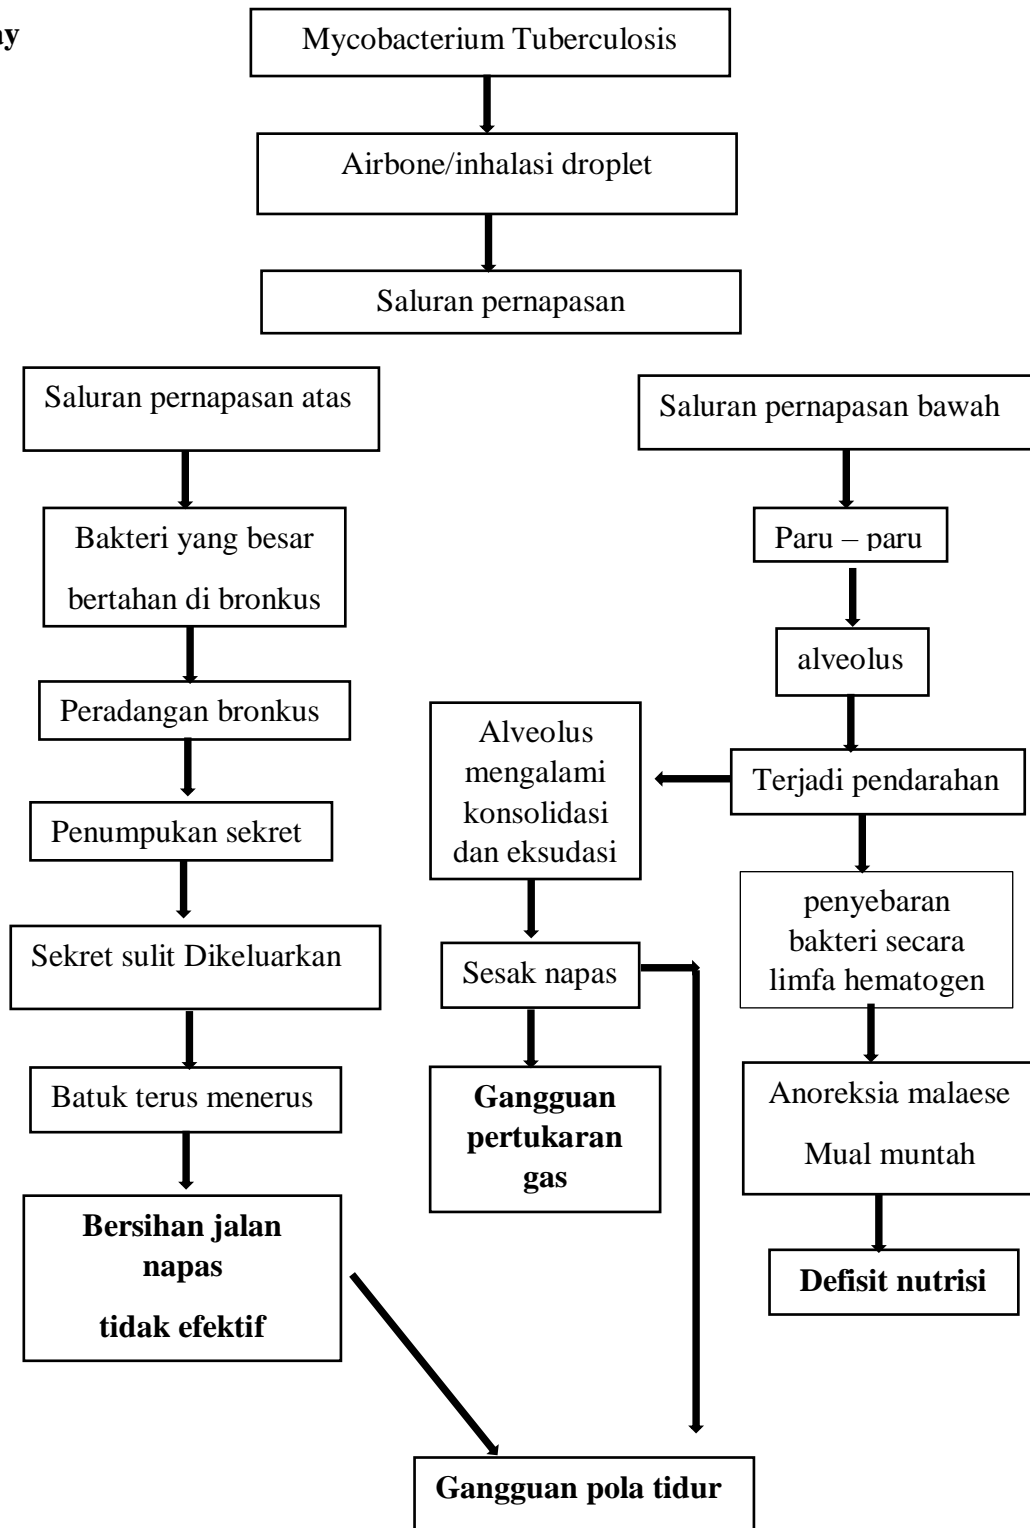 Mycobacterium Tuberculosis
Airbone/inhalasi droplet
Saluran pernapasan
Saluran pernapasan atas
Bakteri yang besar
bertahan di bronkus
Peradangan bronkus
Penumpukan sekret
Sekret sulit Dikeluarkan
Batuk terus menerus
Bersihan jalan
napas
tidak efektif
Saluran pernapasan bawah
Paru – paru
alveolus
Terjadi pendarahan
Alveolus
mengalami
konsolidasi
dan eksudasi
Sesak napas
Gangguan
pertukaran
gas
penyebaran
bakteri secara
limfa hematogen
Anoreksia malaese
Mual muntah
Defisit nutrisi
Gangguan pola tidur